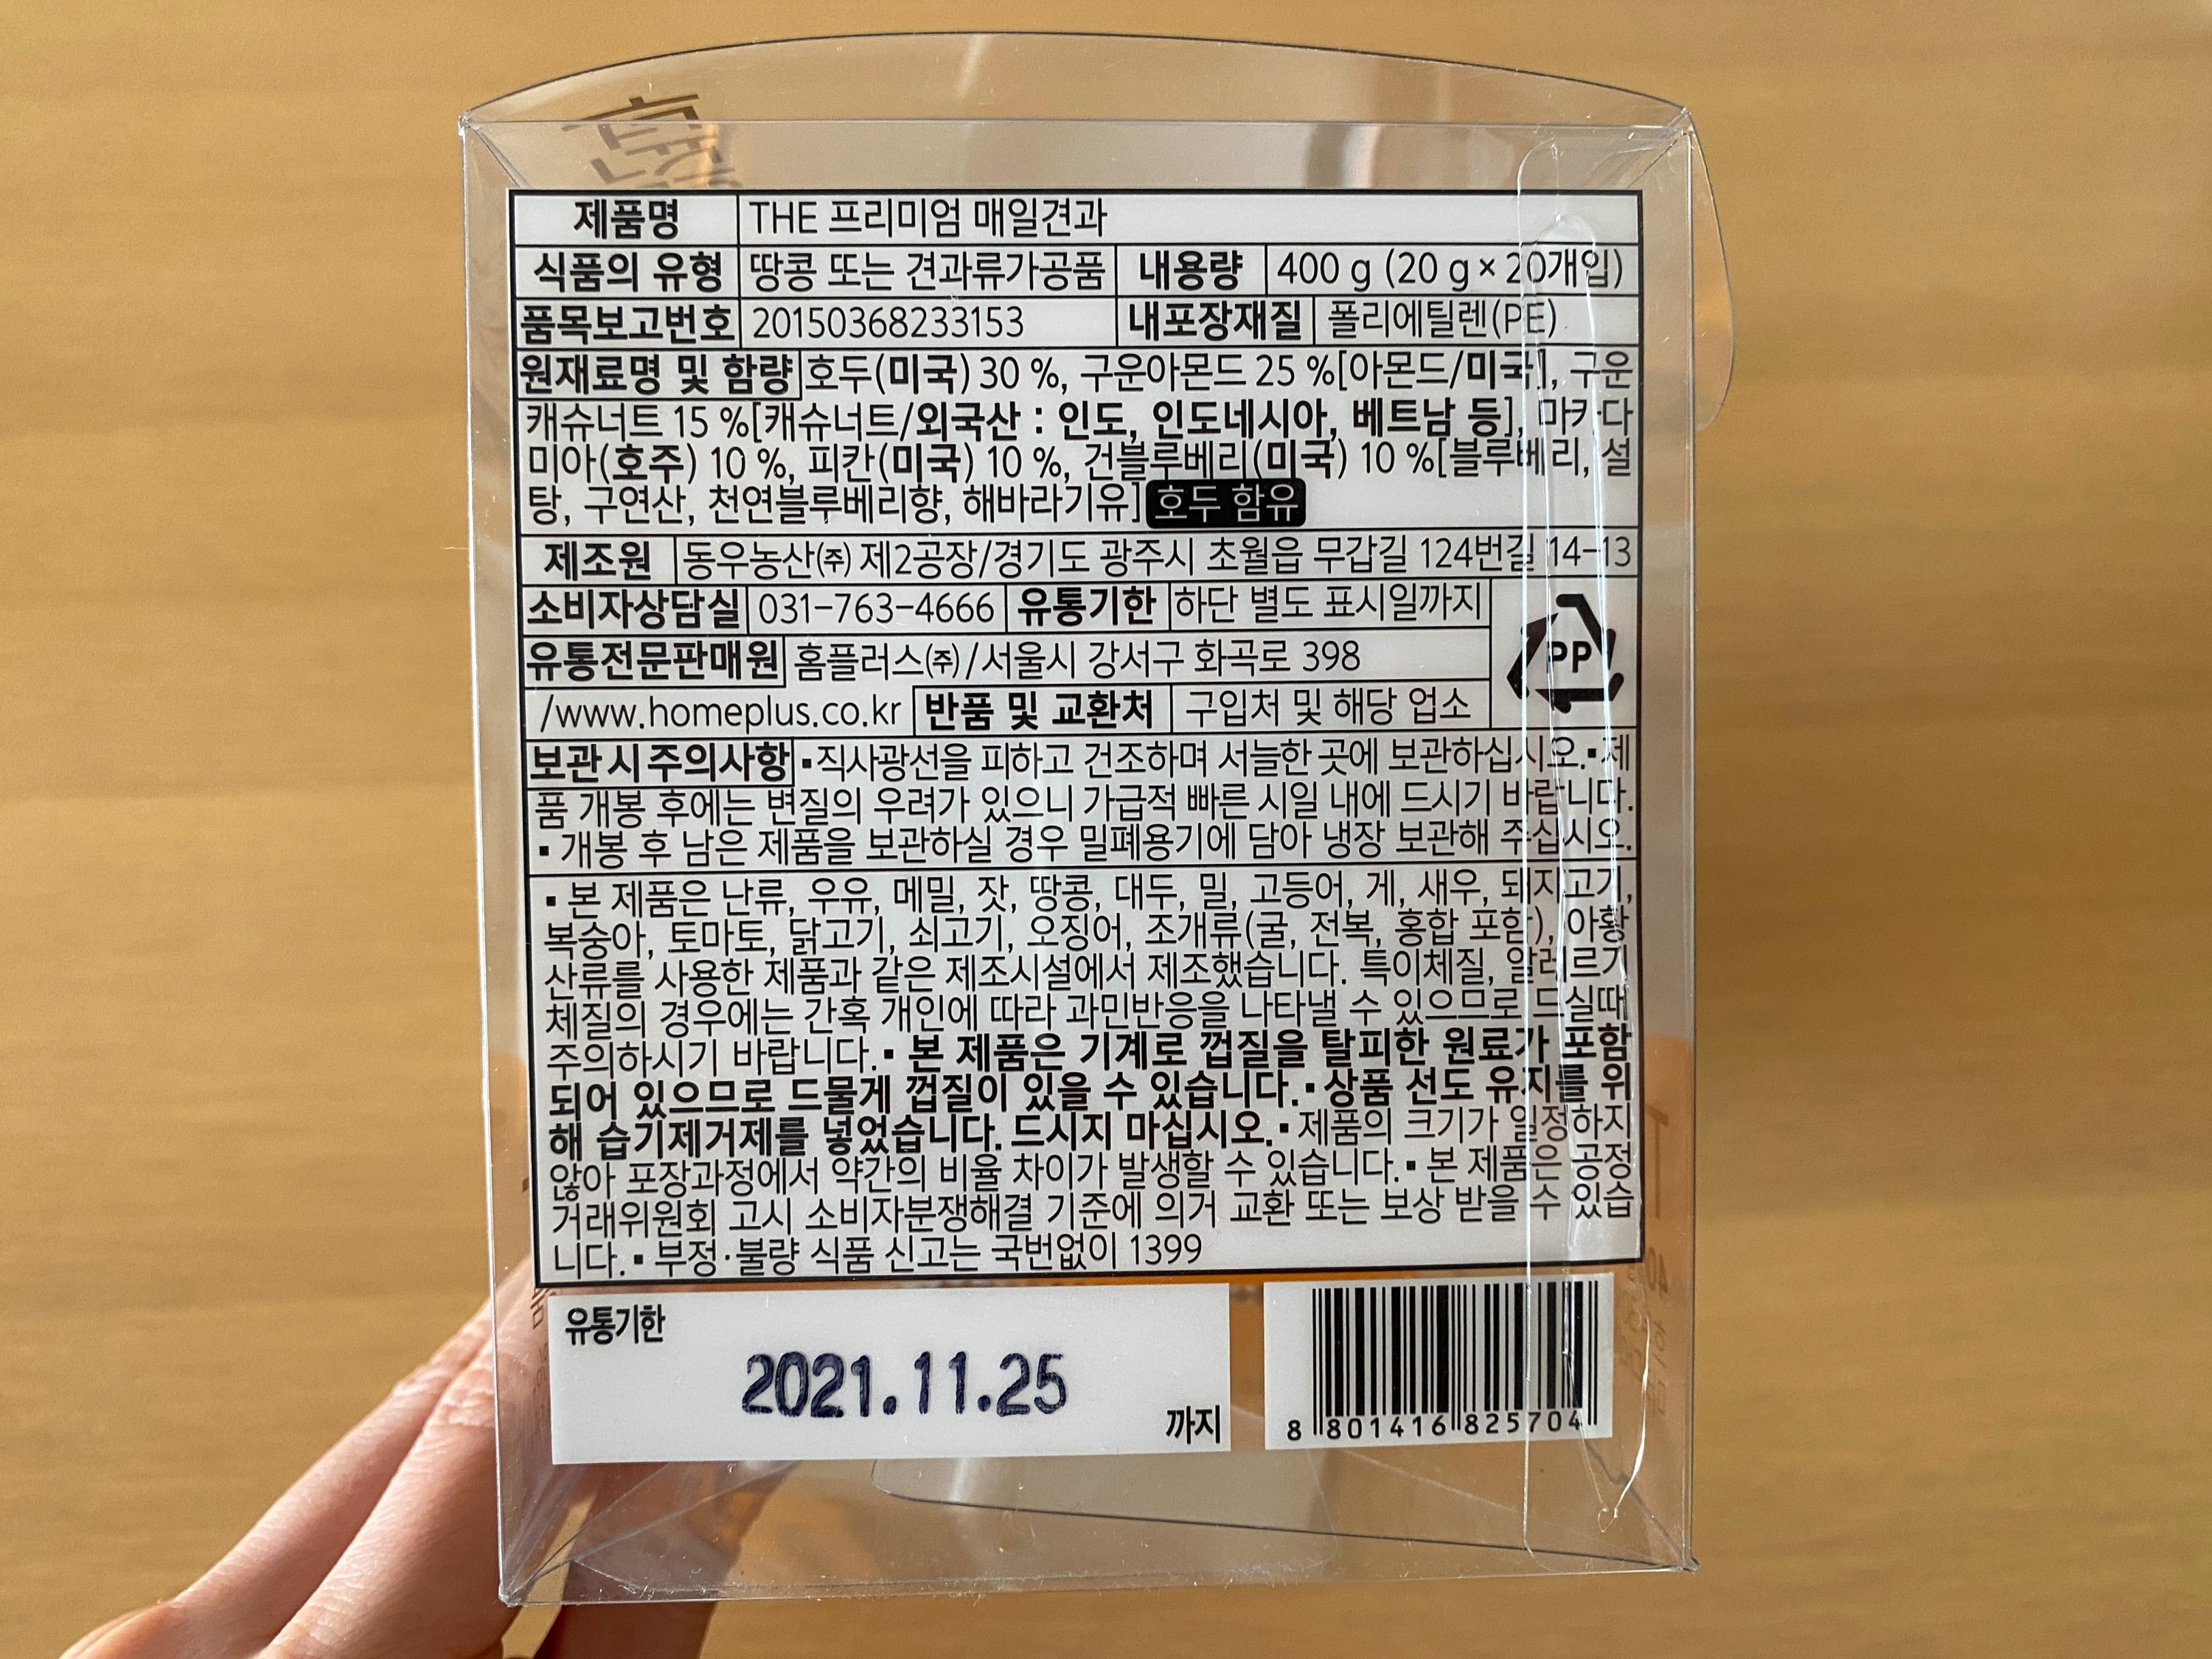 제품명 THE 프리미엄 매일견과
식품의 유형 땅콩 또는 견과류가공품 내용량 400 g (20 g × 20개입)
품목보고번호 20150368233153 내포장재질 폴리에틸렌(PE)
원재료명 및 함량 호두(미국) 30 %, 구운아몬드 25 %[아몬드/미국], 구운
캐슈너트 15 %[캐슈너트/외국산 : 인도, 인도네시아, 베트남 등], 마카다
미아(호주) 10 %, 피칸(미국) 10 %, 건블루베리(미국) 10 %[블루베리, 설
탕, 구연산, 천연블루베리향, 해바라기유] 호두 함유
제조원 동우농산㈜ 제2공장/경기도 광주시 초월읍 무갑길 124번길 14-13
소비자상담실 031-763-4666 유통기한 하단 별도 표시일까지
PP
유통전문판매원 홈플러스㈜/서울시 강서구 화곡로 398
/www.homeplus.co.kr 반품 및 교환처 구입처 및 해당 업소
보관시주의사항 ▪직사광선을 피하고 건조하며 서늘한 곳에 보관하십시오.▪제
품 개봉 후에는 변질의 우려가 있으니 가급적 빠른 시일 내에 드시기 바랍니다.
▪ 개봉 후 남은 제품을 보관하실 경우 밀폐용기에 담아 냉장 보관해 주십시오.
▪ 본 제품은 난류, 우유, 메밀, 잣, 땅콩, 대두, 밀, 고등어, 게, 새우, 돼지고기,
복숭아, 토마토, 닭고기, 쇠고기, 오징어, 조개류(굴, 전복, 홍합 포함), 아황
산류를 사용한 제품과 같은 제조시설에서 제조했습니다. 특이체질, 알레르기
체질의 경우에는 간혹 개인에 따라 과민반응을 나타낼 수 있으므로 드실때
주의하시기 바랍니다.▪ 본 제품은 기계로 껍질을 탈피한 원료가 포함
되어 있으므로 드물게 껍질이 있을 수 있습니다.▪ 상품 선도 유지를 위
해 습기제거제를 넣었습니다. 드시지 마십시오.▪ 제품의 크기가 일정하지
않아 포장과정에서 약간의 비율 차이가 발생할 수 있습니다.▪ 본 제품은 공정
거래위원회 고시 소비자분쟁해결 기준에 의거 교환 또는 보상 받을 수 있습
니다.▪ 부정·불량 식품 신고는 국번없이 1399
유통기한
2021.11.25
까지
8 801416 825704